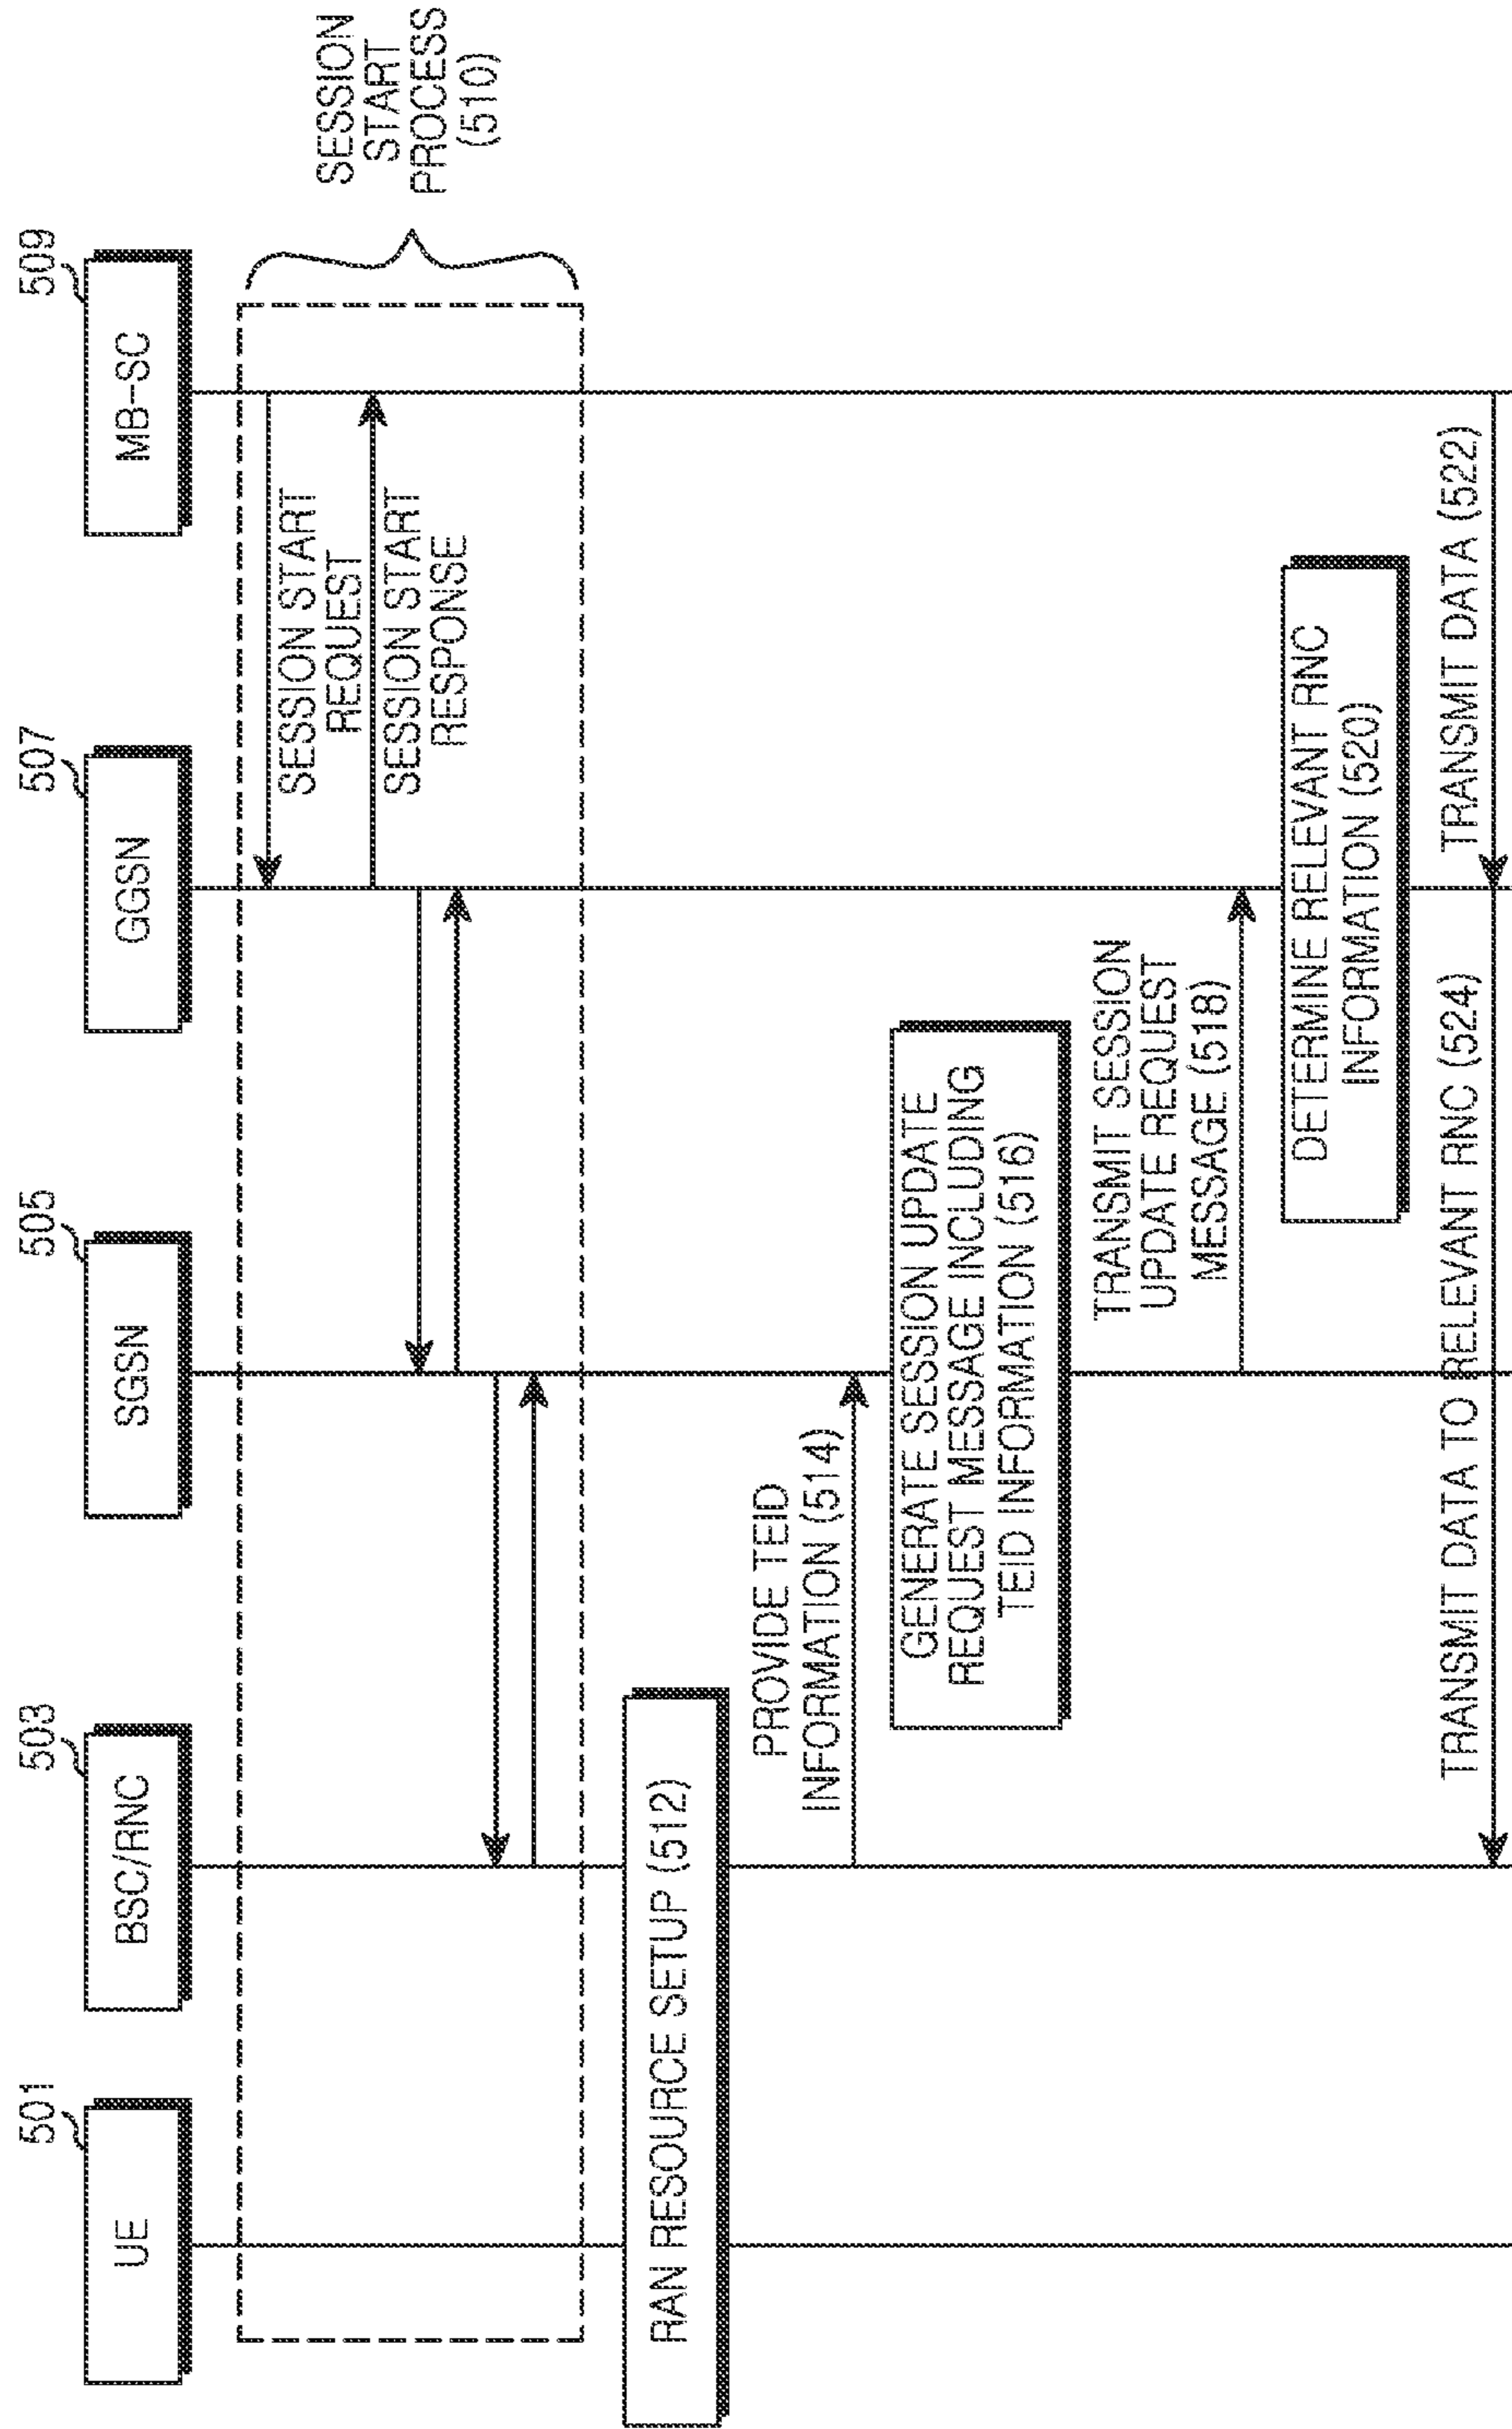 501
503
505
507
509
UE
BSC/RNC
SGSN
GGSN
MB-SC
SESSION
START
PROCESS
(510)
SESSION START
REQUEST
SESSION START
RESPONSE
RAN RESOURCE SETUP (512)
PROVIDE TEID
INFORMATION (514)
GENERATE SESSION UPDATE
REQUEST MESSAGE INCLUDING
TEID INFORMATION (516)
TRANSMIT SESSION
UPDATE REQUEST
MESSAGE (518)
DETERMINE RELEVANT RNC
INFORMATION (520)
TRANSMIT DATA (522)
TRANSMIT DATA TO RELEVANT RNC (524)